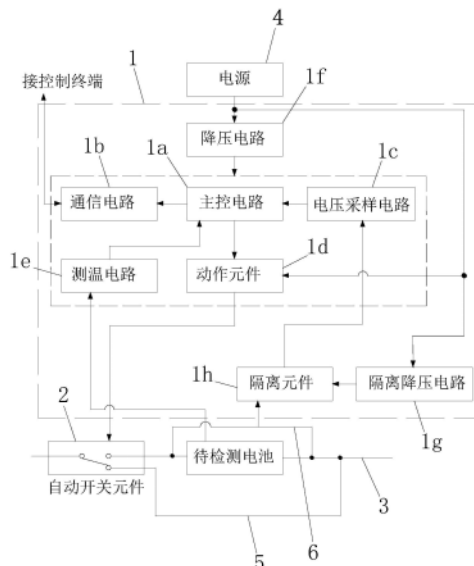 4
1
电源
1f
接控制终端
降压电路
1b
1a
1c
通信电路
主控电路
电压采样电路
1e
测温电路
动作元件
1d
1h
隔离元件
隔离降压电路
1g
2
待检测电池
3
自动开关元件
5
6